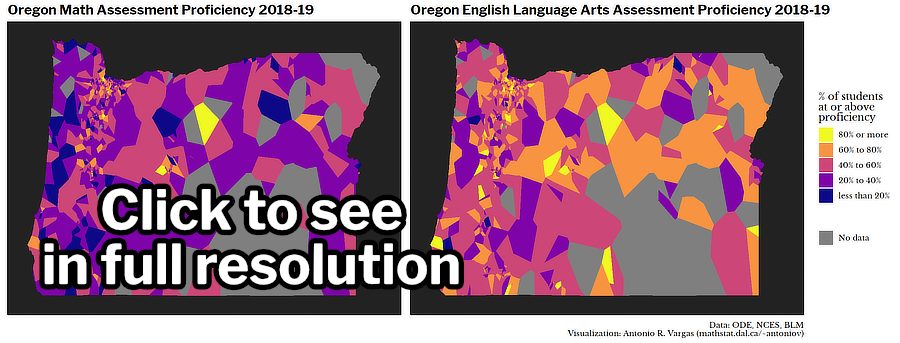 Oregon Math Assessment Proficiency 2018-19
Oregon English Language Arts Assessment Proficiency 2018-19
% of students
at or above
proficiency
80% or more
60% to 80%
40% to 60%
20% to 40%
less than 20%
No data
Click to see
in full resolution
Data: ODE, NCES, BLM
Visualization: Antonio R. Vargas (mathstat.dal.ca/~antoniov)